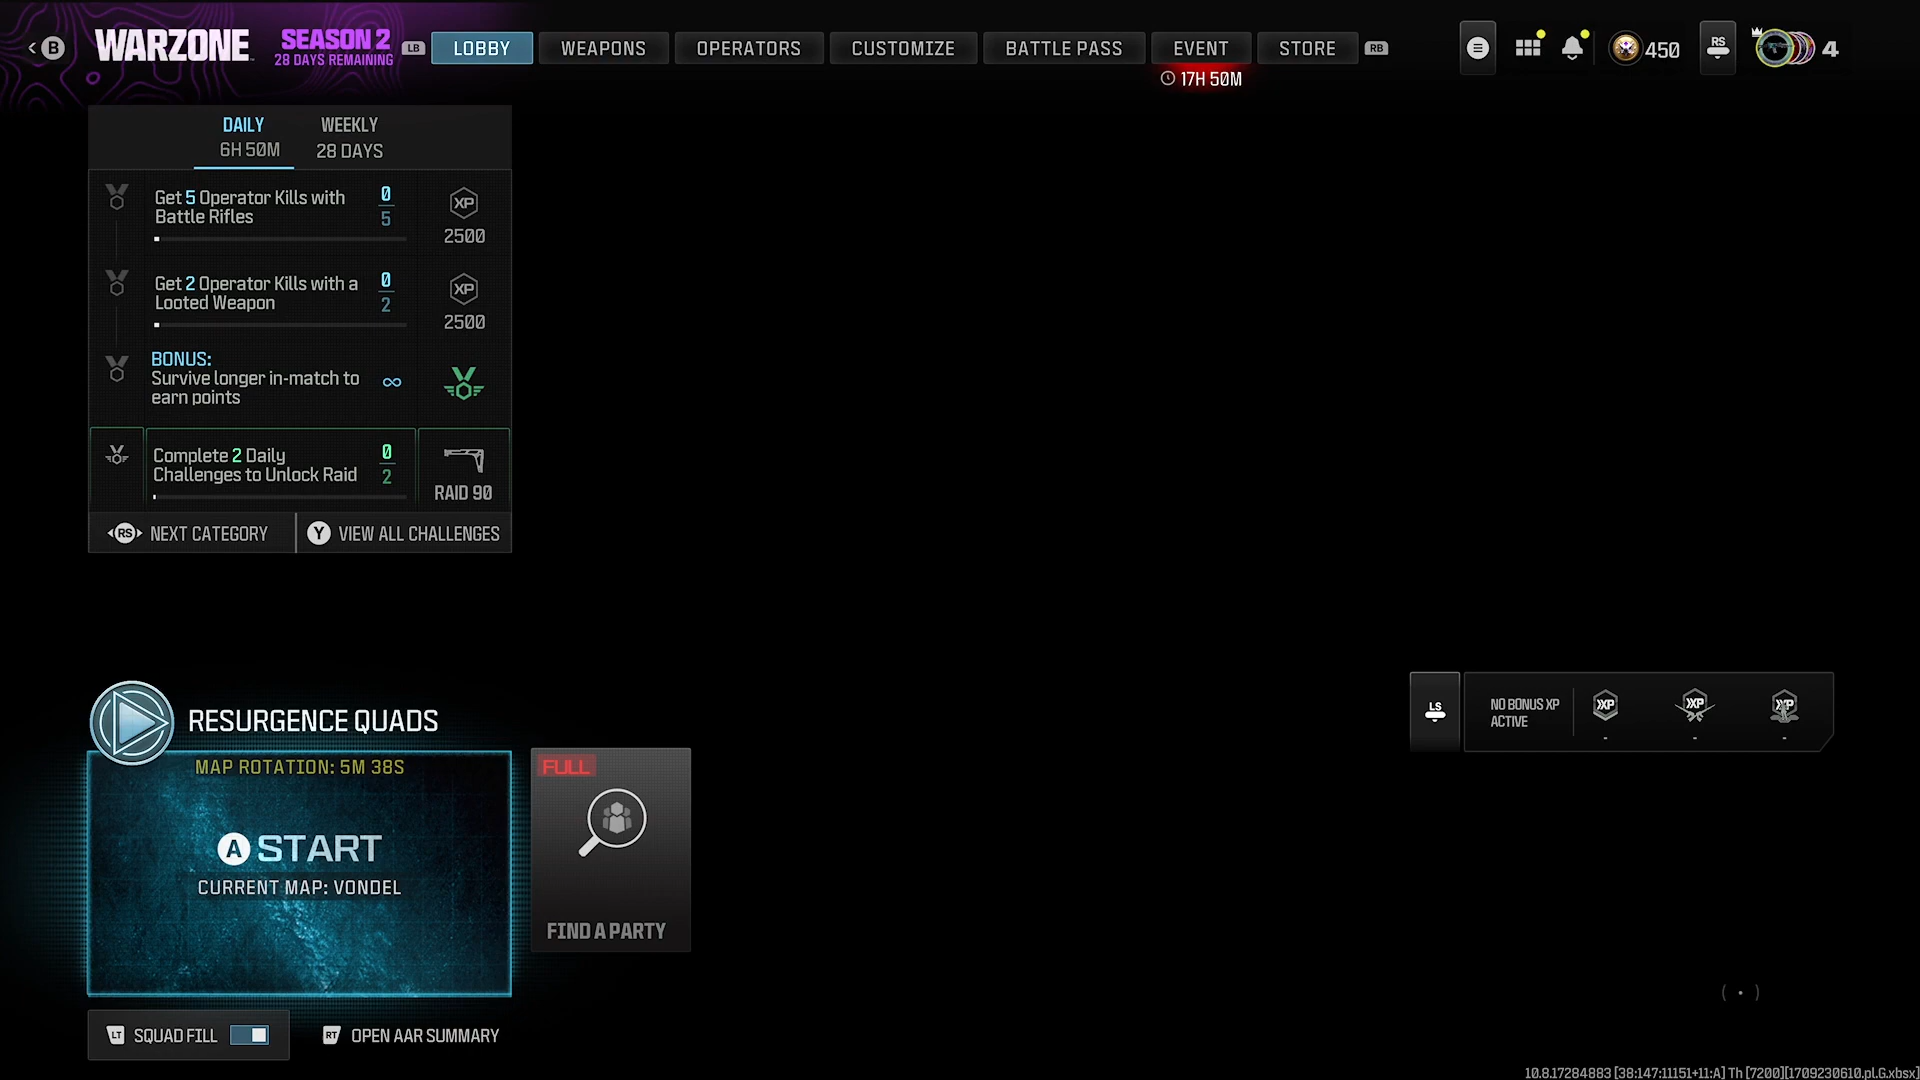 B
WARZONE
SEASON 2
28 DAYS REMAINING
LB
LOBBY
WEAPONS
OPERATORS
CUSTOMIZE
BATTLE PASS
EVENT
STORE
RB
450
RS
4
17H 50M
DAILY
WEEKLY
6H 50M
28 DAYS
Get 5 Operator Kills with
Battle Rifles
0
5
XP
2500
Get 2 Operator Kills with a
Looted Weapon
0
2
XP
2500
BONUS:
Survive longer in-match to
earn points
∞
Complete 2 Daily
Challenges to Unlock Raid
0
2
RAID 90
RS NEXT CATEGORY
Y VIEW ALL CHALLENGES
RESURGENCE QUADS
MAP ROTATION: 5M 38S
A START
CURRENT MAP: VONDEL
FULL
FIND A PARTY
LS
NO BONUS XP
ACTIVE
XP
XP
XP
LT SQUAD FILL
RT OPEN AAR SUMMARY
10.8.17284883 [38:147:11151+11:A] Th [7200][1709230610.pl.G.xbsx]